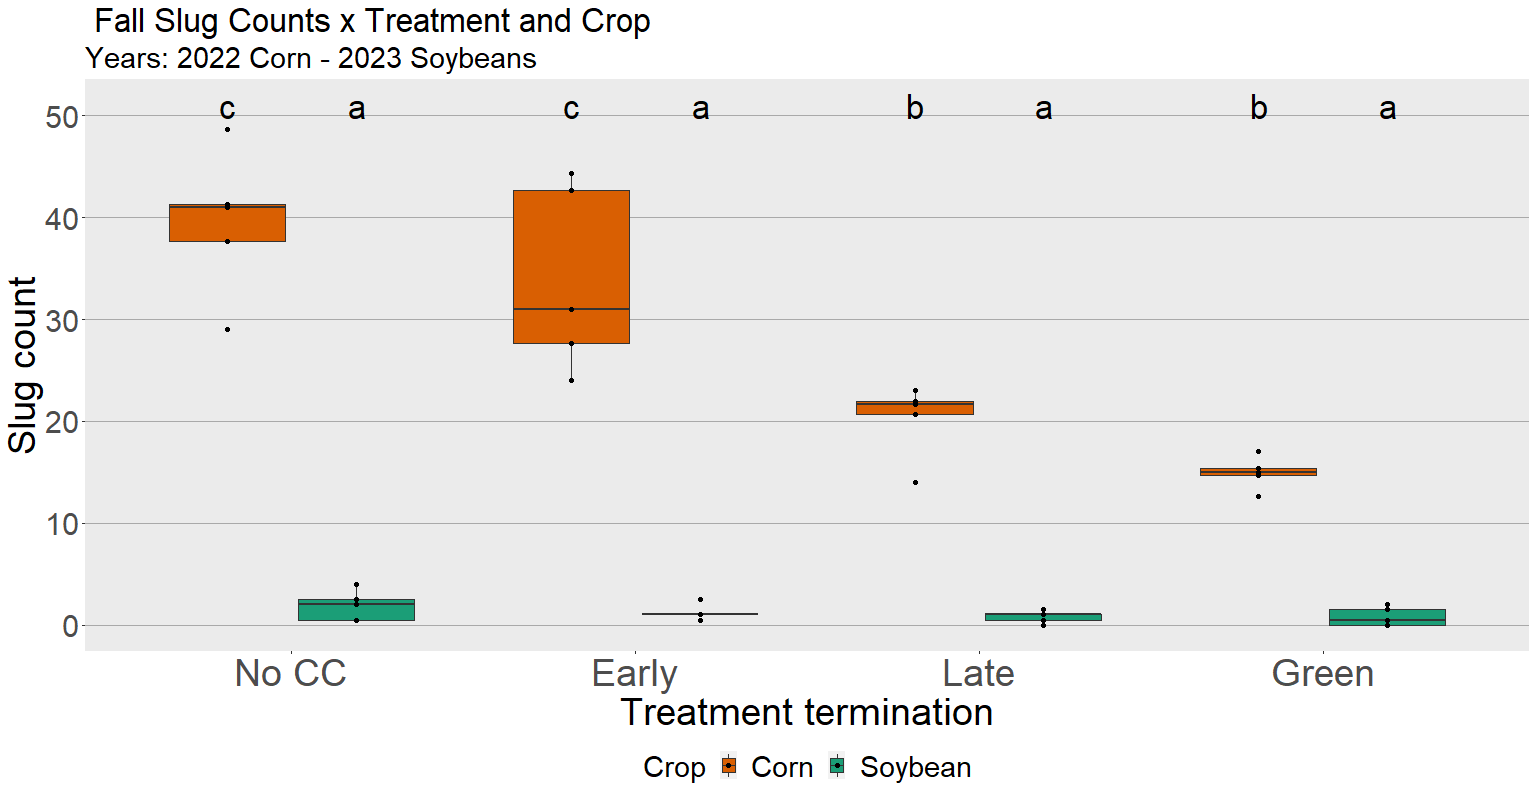 Fall Slug Counts x Treatment and Crop
Years: 2022 Corn - 2023 Soybeans
c a c a b a b a
50
40
30
20
10
0
Slug count
No CC Early Late Green
Treatment termination
Crop Corn Soybean